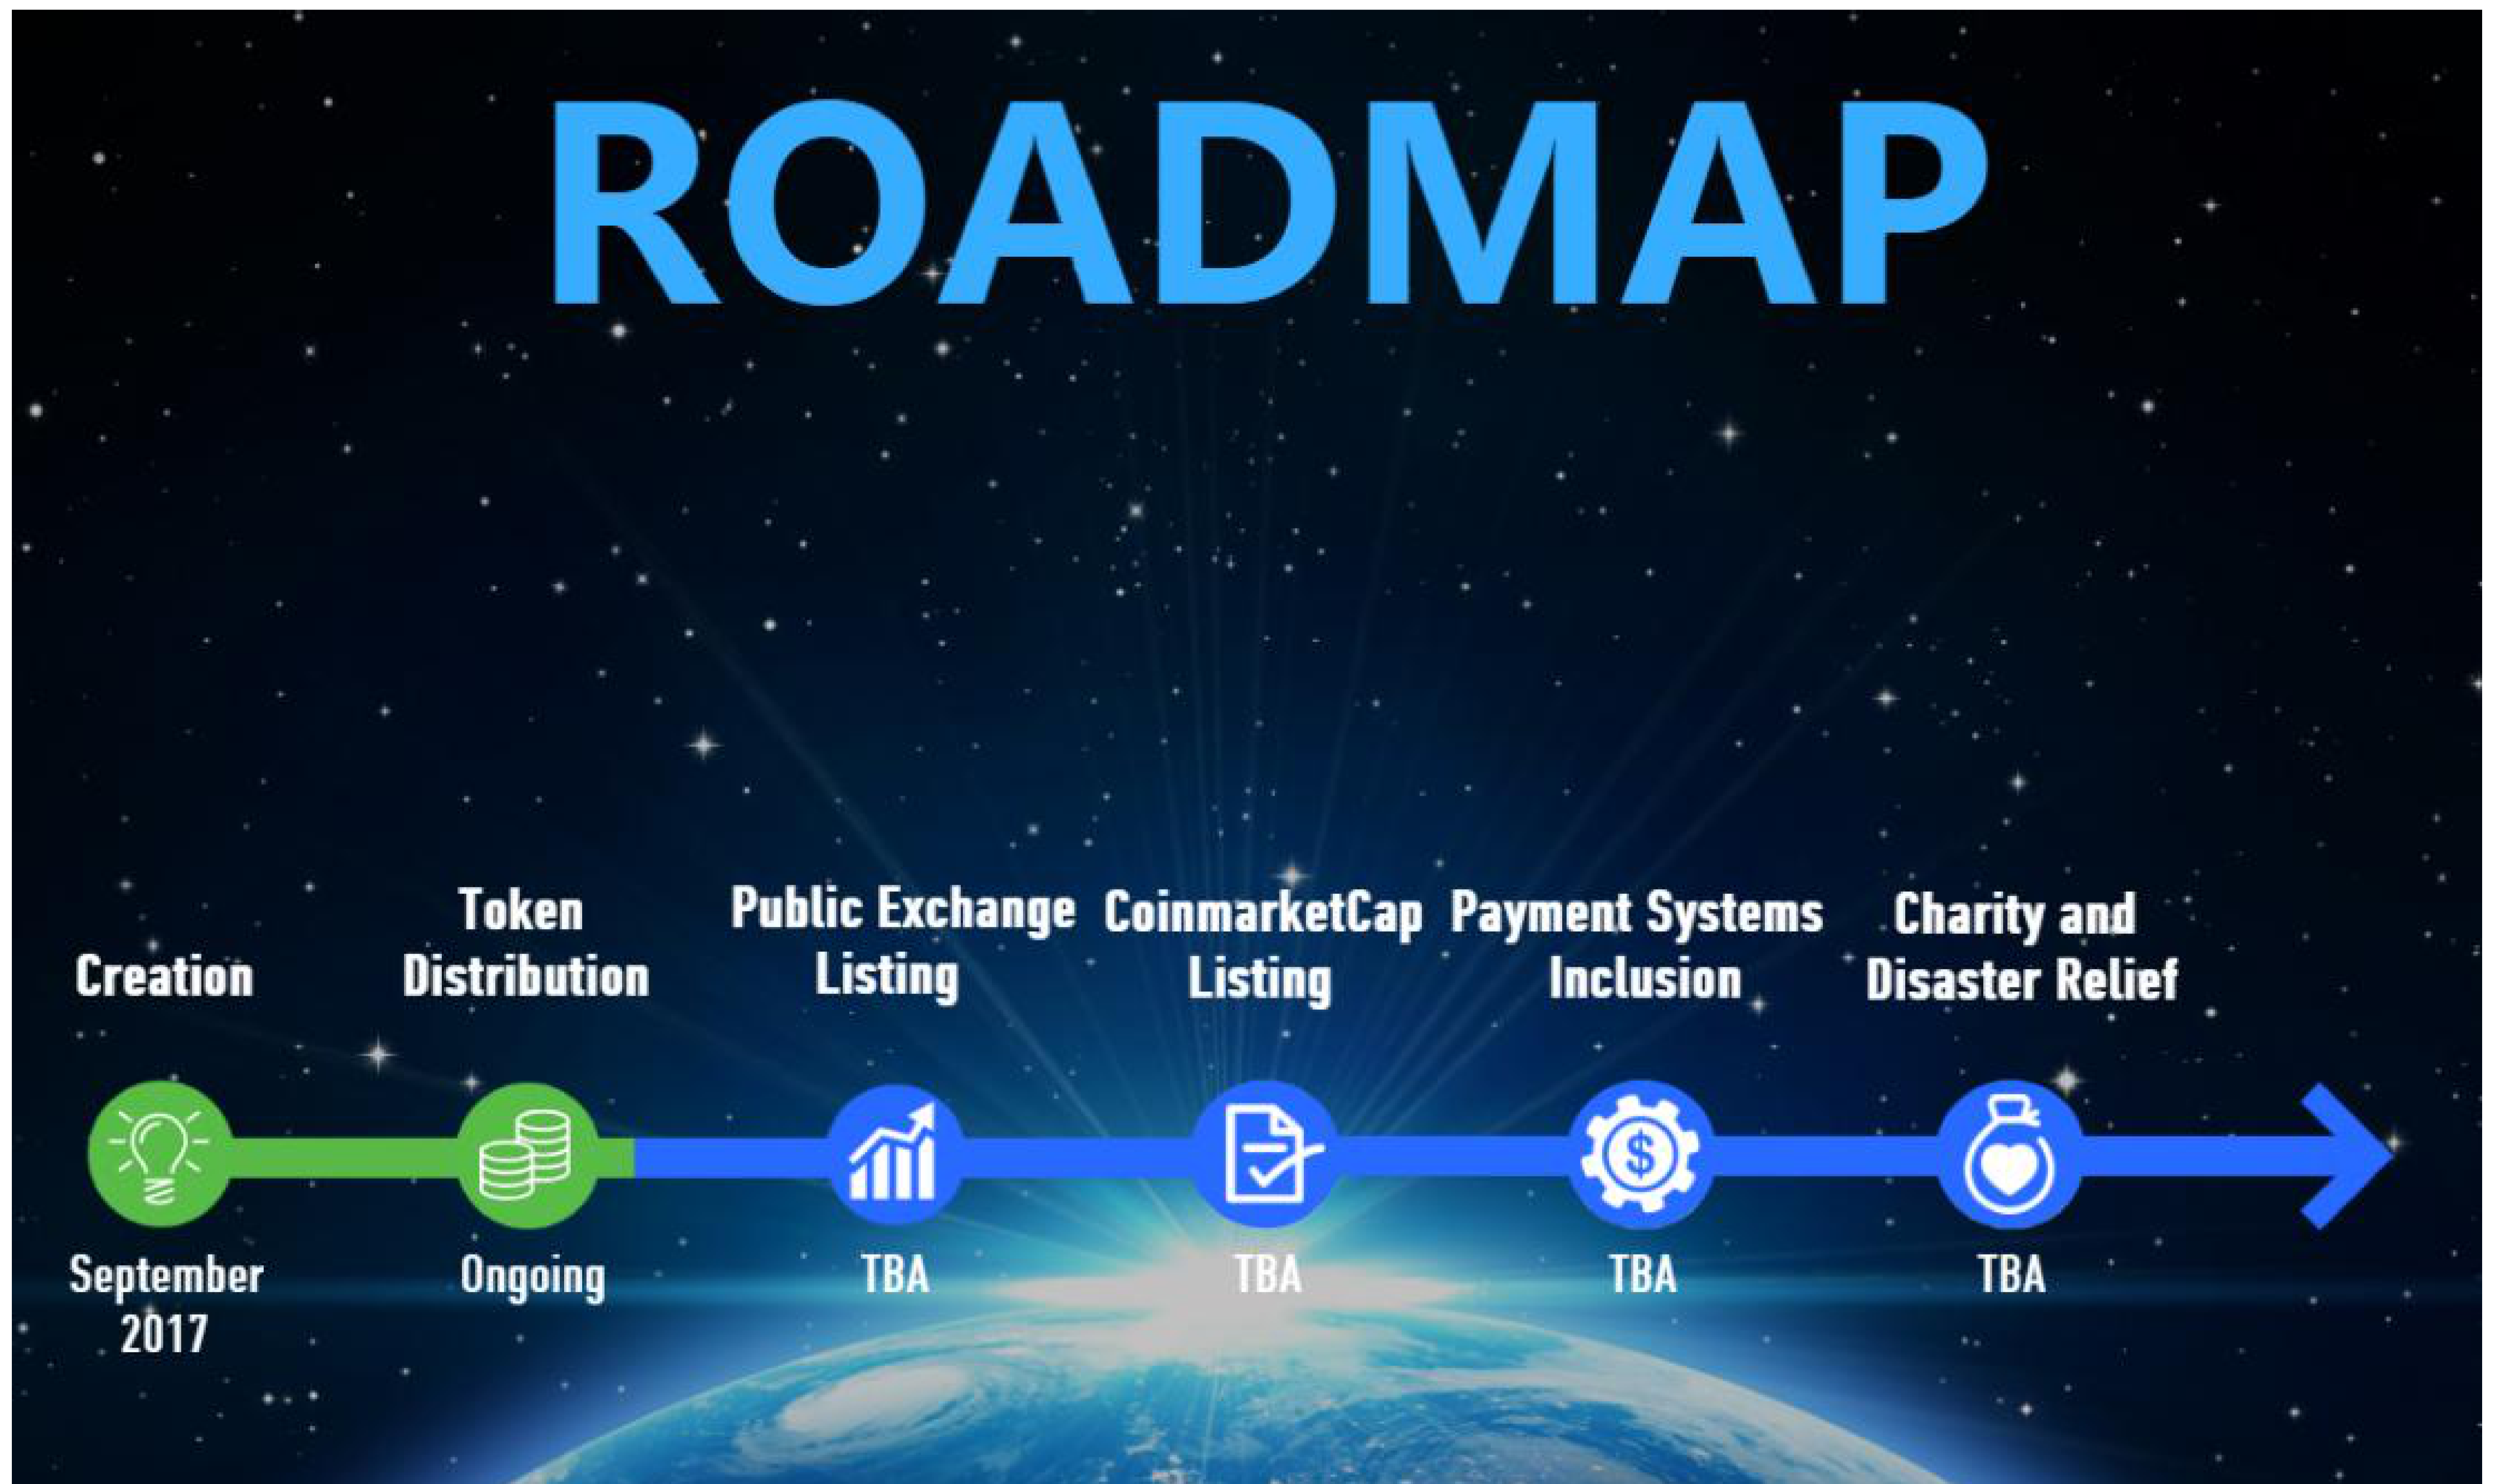 ROADMAP
Creation
Token
Distribution
Public Exchange
Listing
CoinmarketCap
Listing
Payment Systems
Inclusion
Charity and
Disaster Relief
$
September
2017
Ongoing
TBA
TBA
TBA
TBA